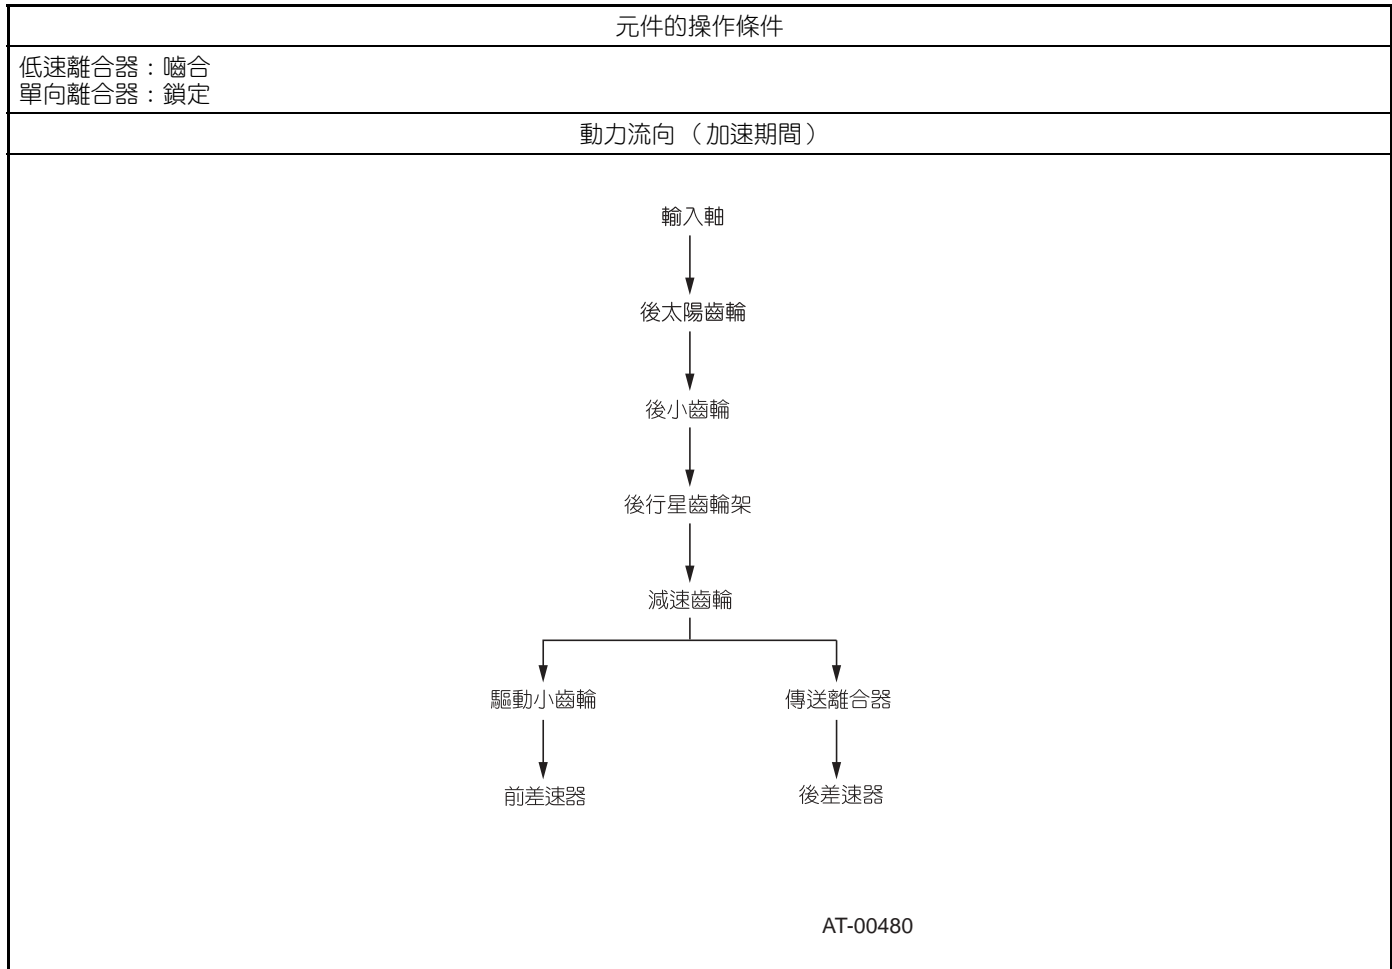 元件的操作條件
低速離合器：嚙合
單向離合器：鎖定
動力流向（加速期間）
輸入軸
後太陽齒輪
後小齒輪
後行星齒輪架
減速齒輪
驅動小齒輪
傳送離合器
前差速器
後差速器
AT-00480